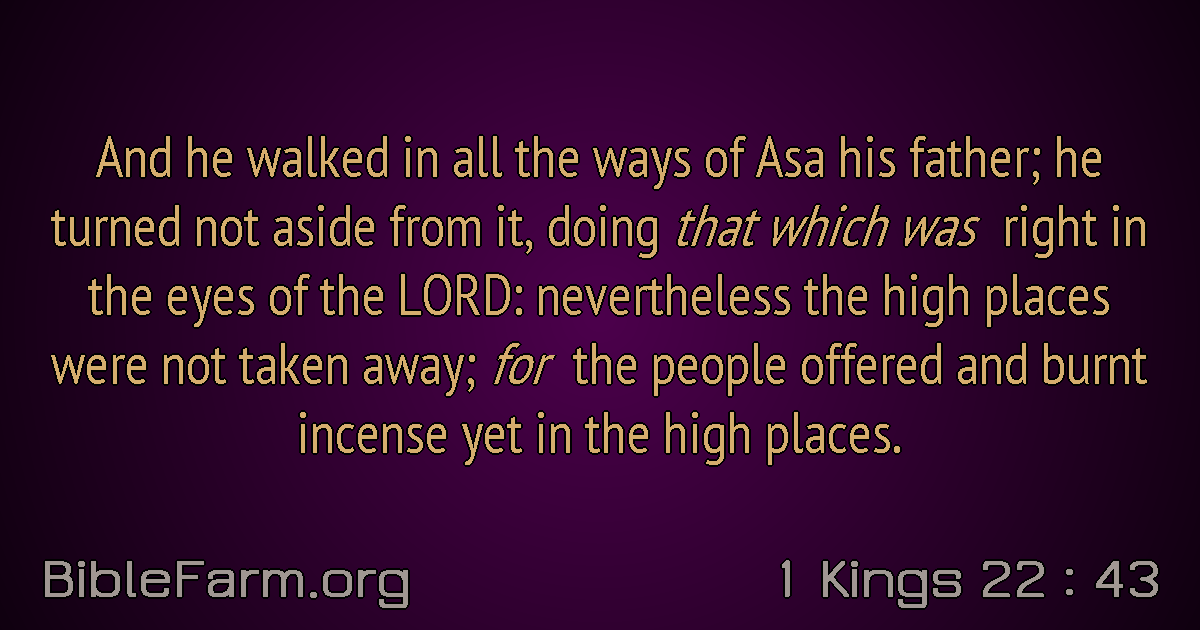 And he walked in all the ways of Asa his father; he
turned not aside from it, doing that which was right in
the eyes of the LORD: nevertheless the high places
were not taken away; for the people offered and burnt
incense yet in the high places.
BibleFarm.org
1 Kings 22 : 43